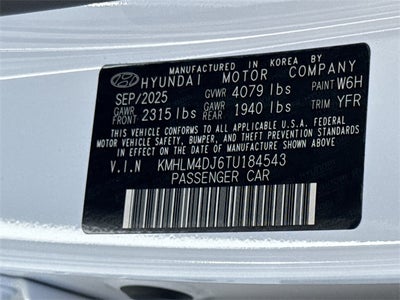 MANUFACTURED IN KOREA BY
HYUNDAI MOTOR COMPANY
SEP/2025 GVWR 4079 lbs PAINT W6H
GAWR FRONT 2315 lbs GAWR REAR 1940 lbs TRIM YFR
THIS VEHICLE CONFORMS TO ALL APPLICABLE U.S.A. FEDERAL
MOTOR VEHICLE SAFETY, BUMPER, AND THEFT PREVENTION
STANDARDS IN EFFECT ON THE DATE OF MANUFACTURE
SHOWN ABOVE.
V.I.N KMHLM4DJ6TU184543
PASSENGER CAR